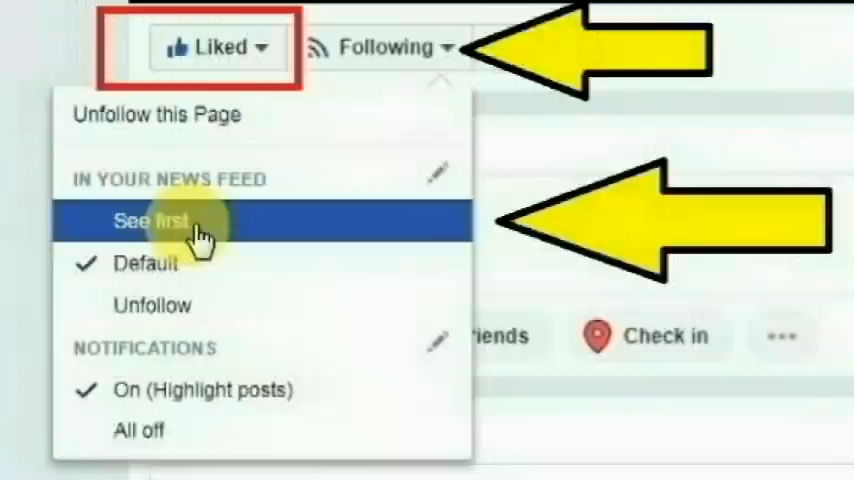 Liked
Following
Unfollow this Page
IN YOUR NEWS FEED
See first
Default
Unfollow
riends
Check in
NOTIFICATIONS
On (Highlight posts)
All off